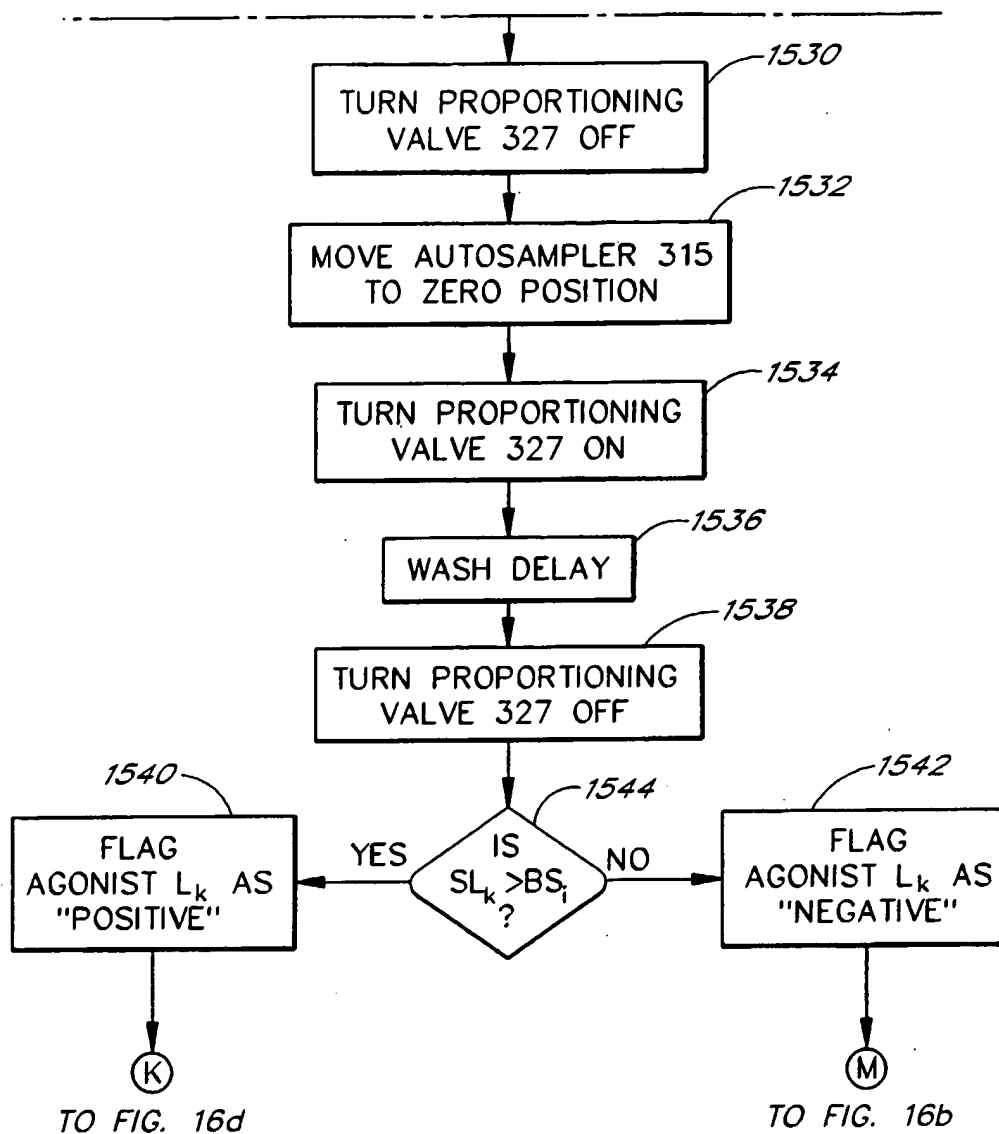 1530
TURN PROPORTIONING
VALVE 327 OFF
1532
MOVE AUTOSAMPLER 315
TO ZERO POSITION
1534
TURN PROPORTIONING
VALVE 327 ON
1536
WASH DELAY
1538
TURN PROPORTIONING
VALVE 327 OFF
1540
FLAG
AGONIST Lk AS
"POSITIVE"
YES
1544
IS
SLk >BSi
?
NO
1542
FLAG
AGONIST Lk AS
"NEGATIVE"
K
TO FIG. 16d
M
TO FIG. 16b